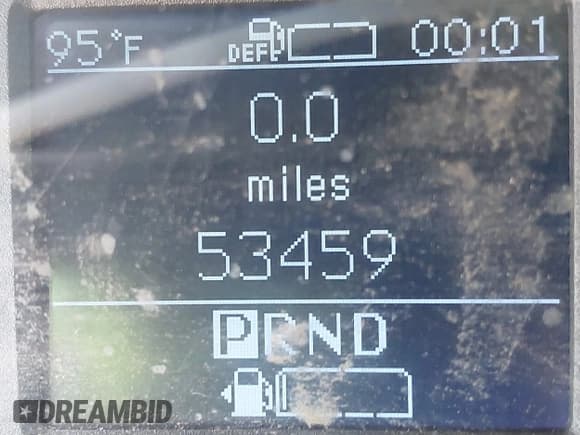 95°F DEF 00:01
0.0
miles
53459
PRND
DREAMBID